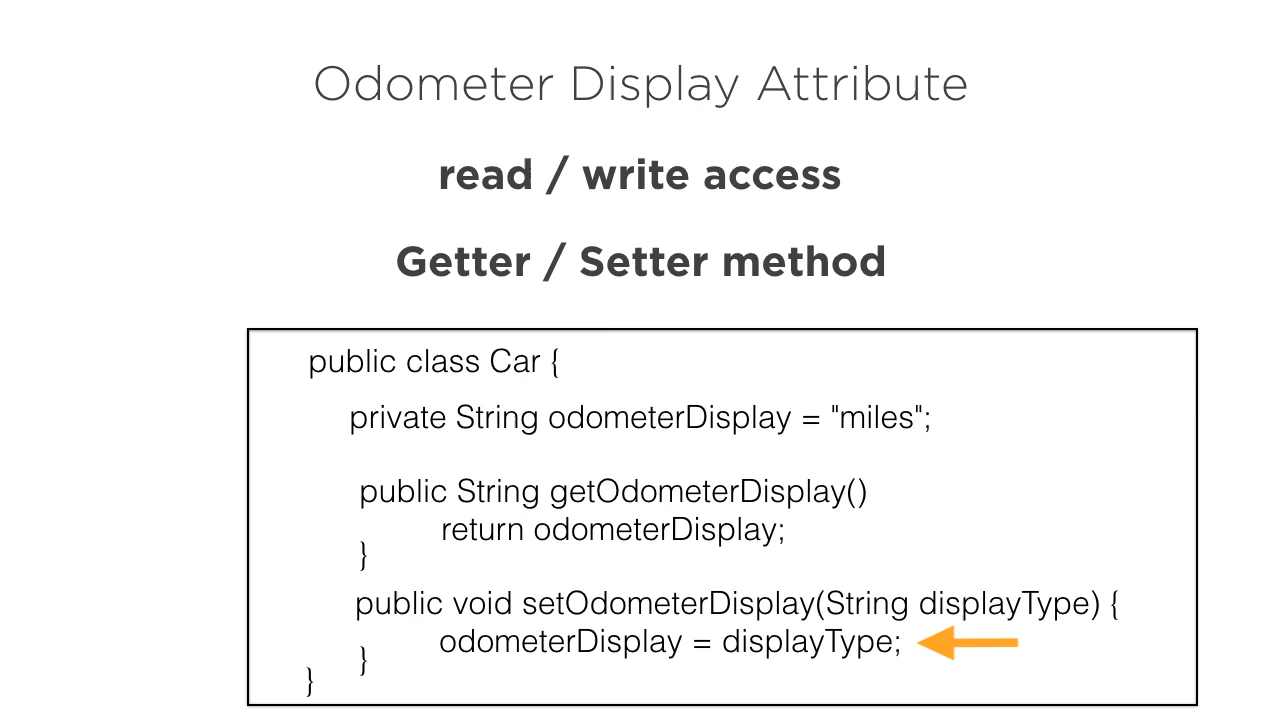 Odometer Display Attribute
read / write access
Getter / Setter method
public class Car {
private String odometerDisplay = "miles";
public String getOdometerDisplay()
return odometerDisplay;
}
public void setOdometerDisplay(String displayType) {
odometerDisplay = displayType;
}
}